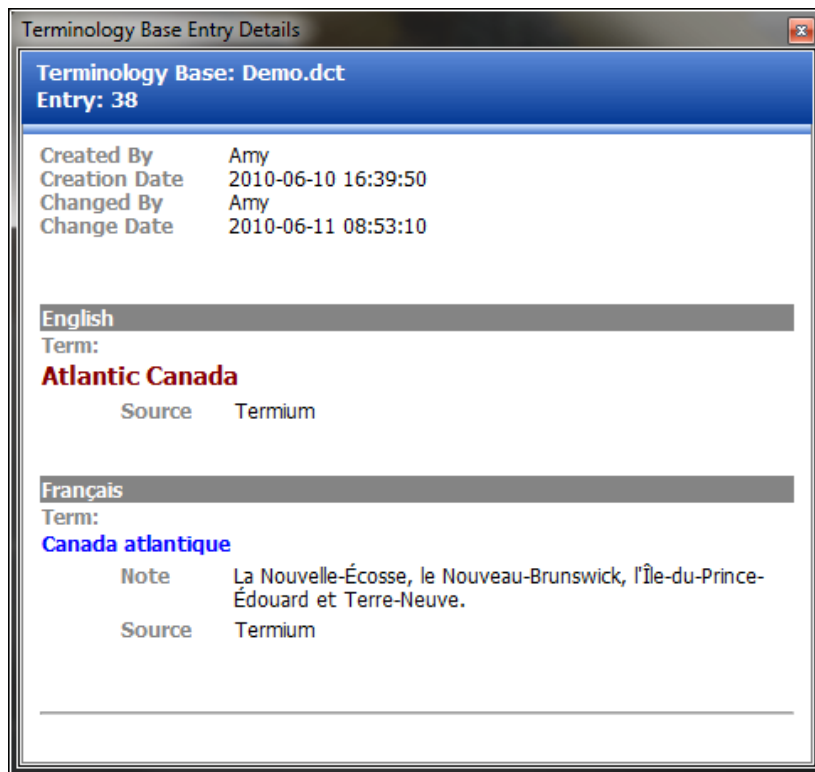 Terminology Base Entry Details
Terminology Base: Demo.dct
Entry: 38
Created By Amy
Creation Date 2010-06-10 16:39:50
Changed By Amy
Change Date 2010-06-11 08:53:10
English
Term:
Atlantic Canada
Source Termium
Français
Term:
Canada atlantique
Note La Nouvelle-Écosse, le Nouveau-Brunswick, l'Île-du-Prince-
Édouard et Terre-Neuve.
Source Termium